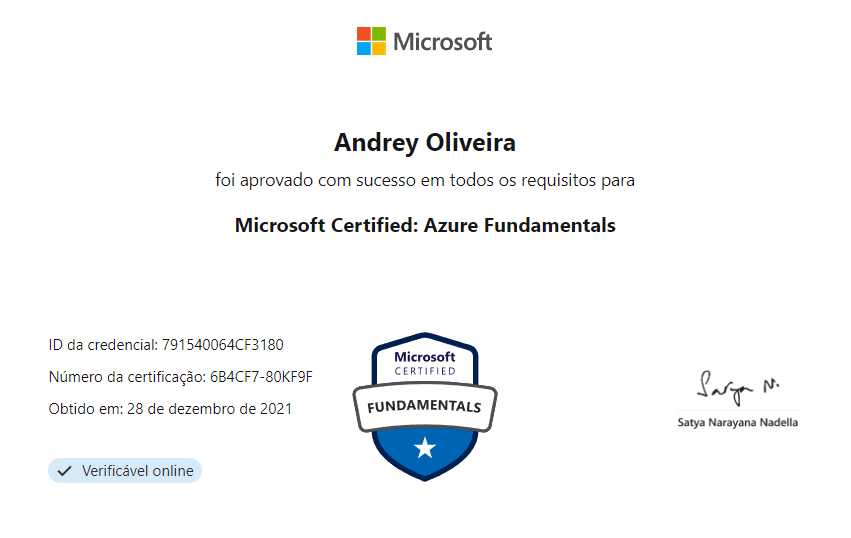 Microsoft
Andrey Oliveira
foi aprovado com sucesso em todos os requisitos para
Microsoft Certified: Azure Fundamentals
ID da credencial: 791540064CF3180
Número da certificação: 6B4CF7-80KF9F
Obtido em: 28 de dezembro de 2021
Verificável online
Microsoft
CERTIFIED
FUNDAMENTALS
Satya N.
Satya Narayana Nadella